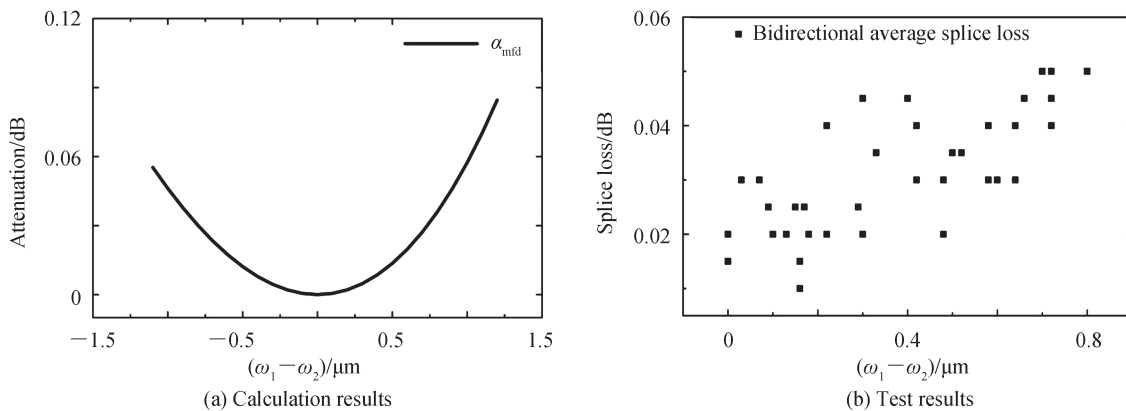 0.12
0.06
0
Attenuation/dB
α_mfd
−1.5
−0.5
0.5
1.5
(ω₁−ω₂)/μm
(a) Calculation results
0.06
0.04
0.02
Splice loss/dB
Bidirectional average splice loss
0
0.4
0.8
(ω₁−ω₂)/μm
(b) Test results